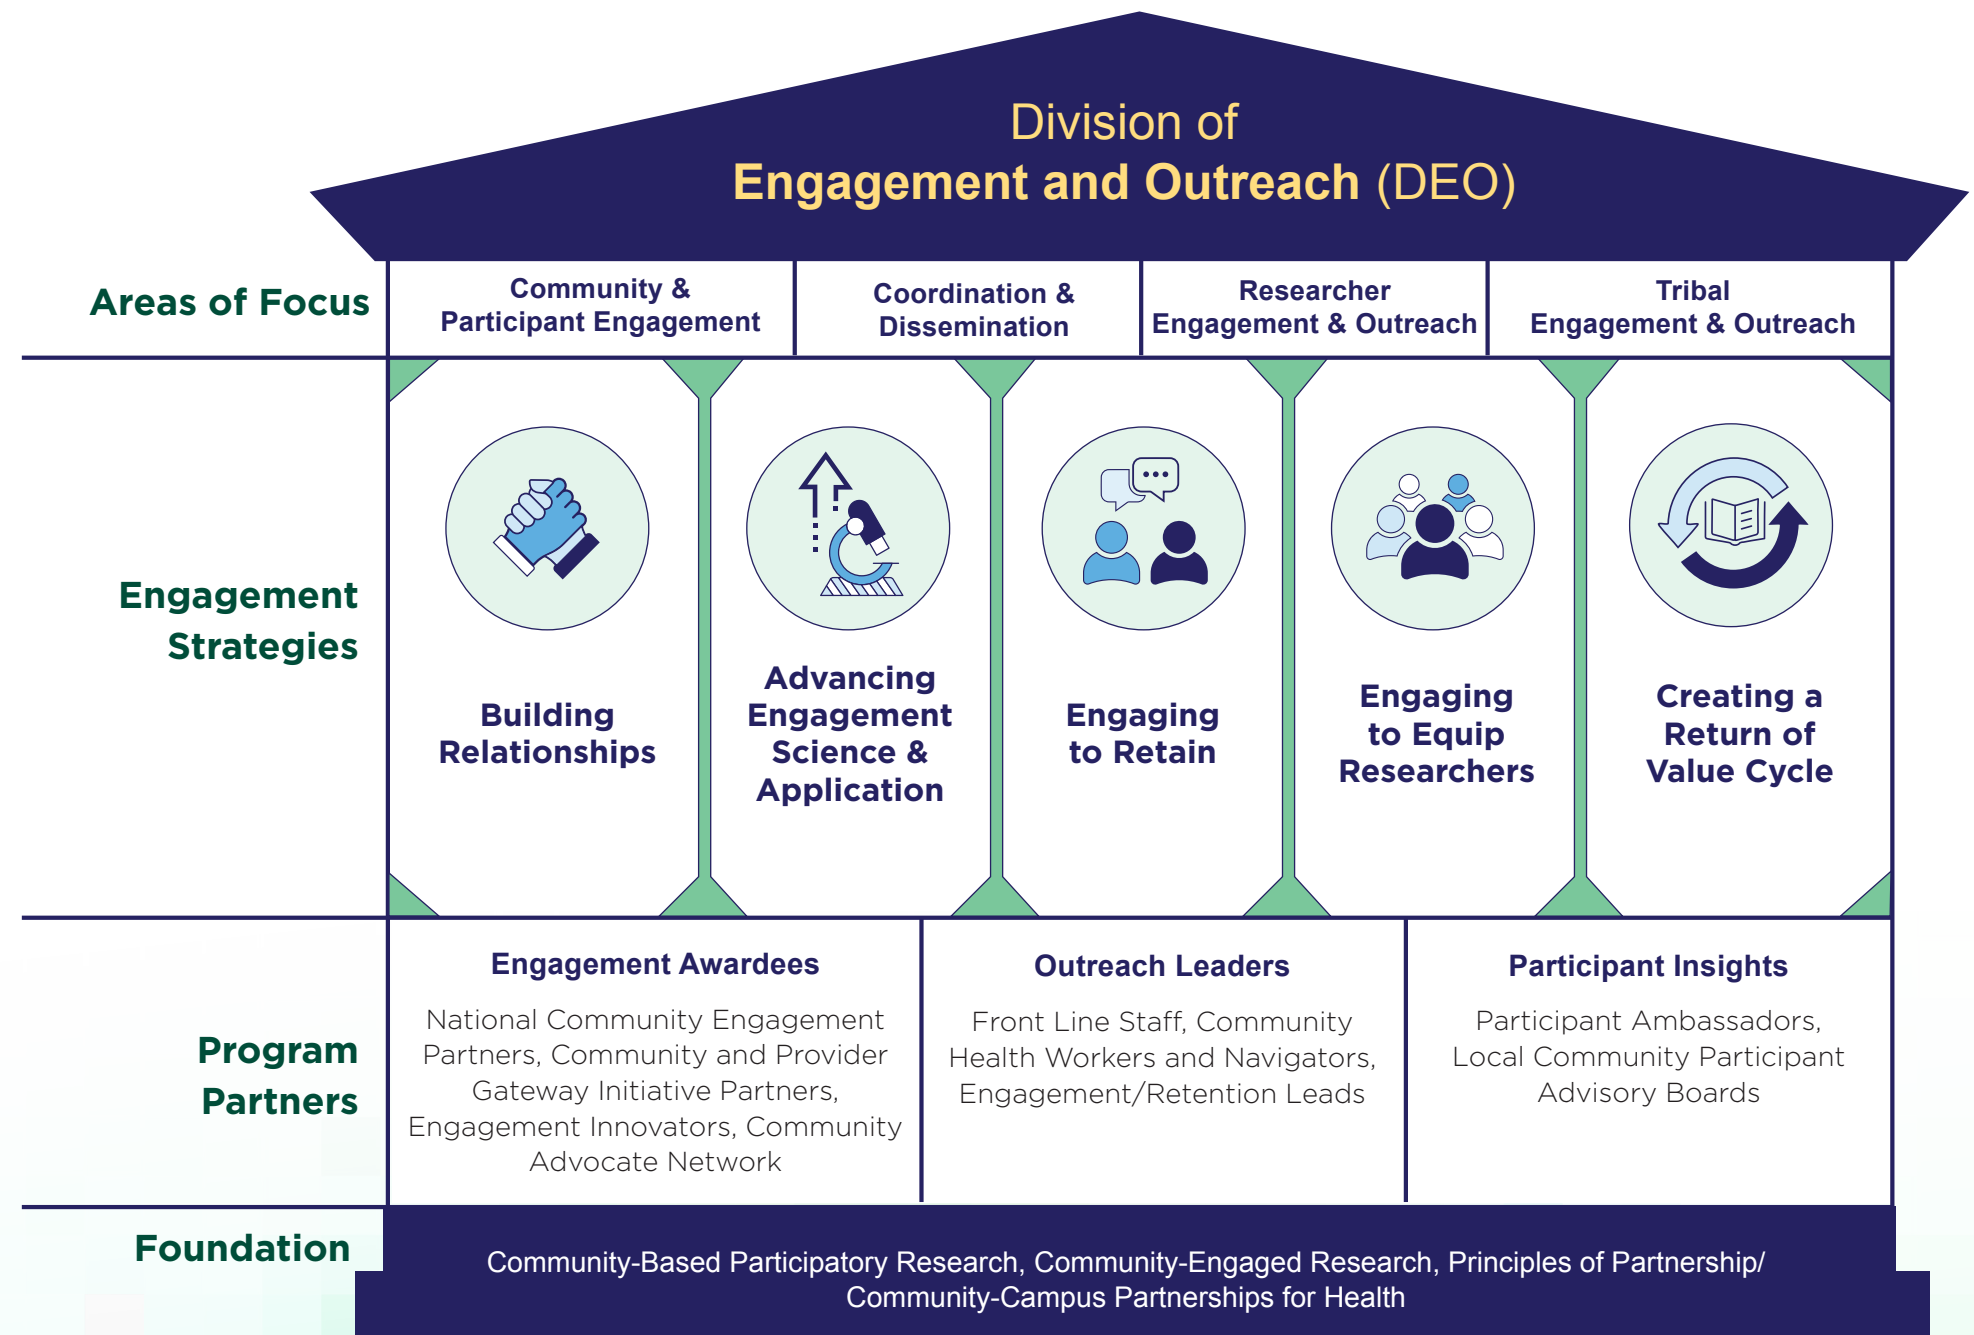 Division of
Engagement and Outreach (DEO)
Areas of Focus
Community &
Participant Engagement
Coordination &
Dissemination
Researcher
Engagement & Outreach
Tribal
Engagement & Outreach
Engagement
Strategies
Building
Relationships
Advancing
Engagement
Science &
Application
Engaging
to Retain
Engaging
to Equip
Researchers
Creating a
Return of
Value Cycle
Program
Partners
Engagement Awardees
National Community Engagement
Partners, Community and Provider
Gateway Initiative Partners,
Engagement Innovators, Community
Advocate Network
Outreach Leaders
Front Line Staff, Community
Health Workers and Navigators,
Engagement/Retention Leads
Participant Insights
Participant Ambassadors,
Local Community Participant
Advisory Boards
Foundation
Community-Based Participatory Research, Community-Engaged Research, Principles of Partnership/
Community-Campus Partnerships for Health